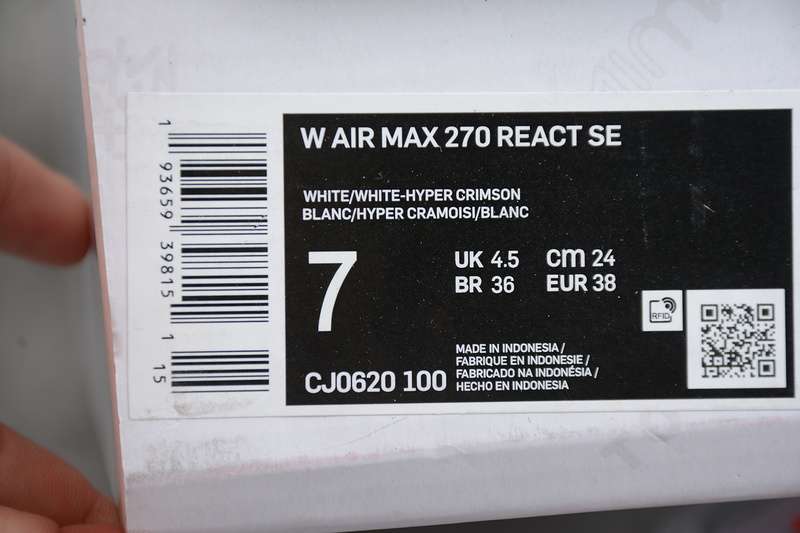 W AIR MAX 270 REACT SE
WHITE/WHITE-HYPER CRIMSON
BLANC/HYPER CRAMOISI/BLANC
7
UK 4.5 cm 24
BR 36 EUR 38
CJ0620 100
MADE IN INDONESIA /
FABRIQUE EN INDONESIE /
FABRICADO NA INDONÉSIA /
HECHO EN INDONESIA
RFID
1 93659 39815 1 15